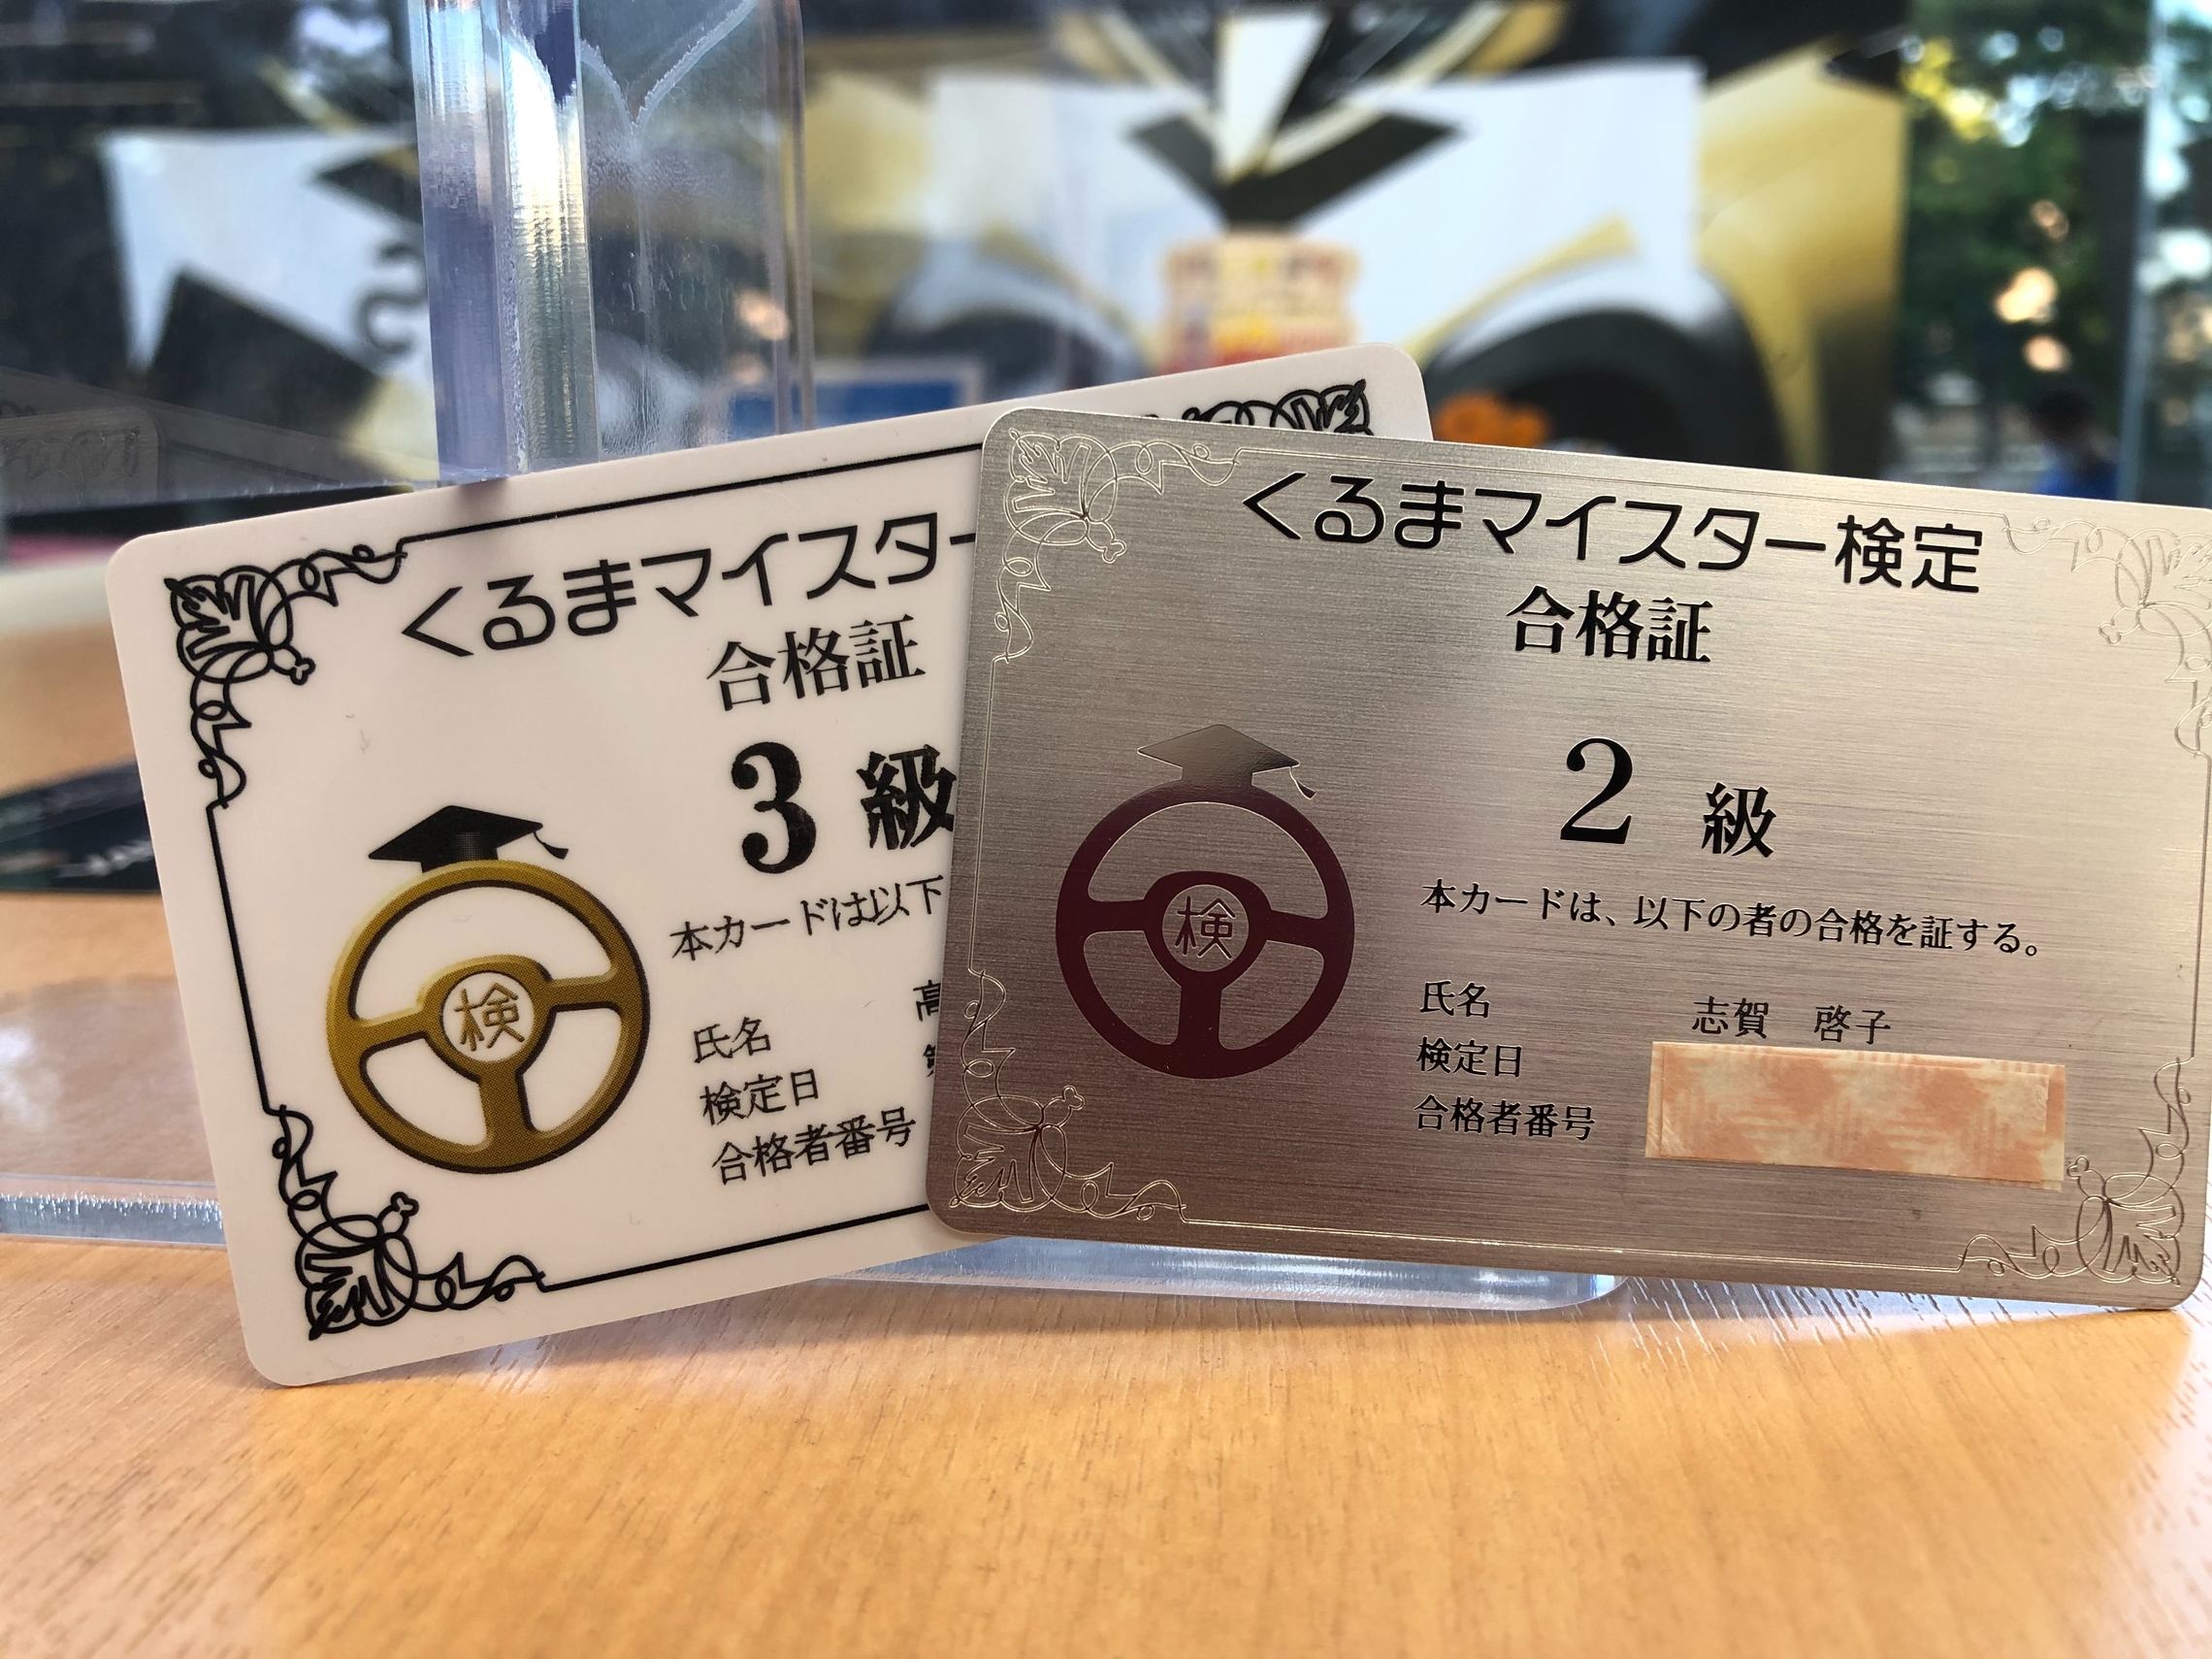 くるまマイスター
合格証
3 級
検
本カードは以下
氏名 高
検定日
合格者番号
くるまマイスター検定
合格証
2 級
検
本カードは、以下の者の合格を証する。
氏名 志賀 啓子
検定日
合格者番号